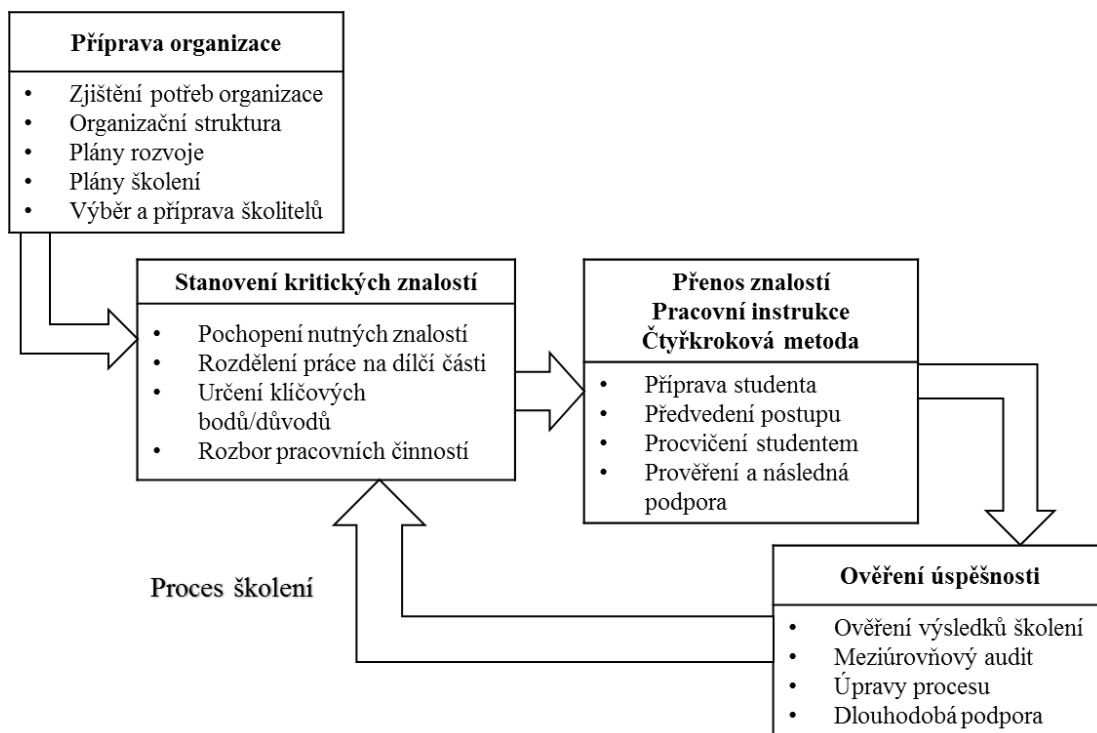 Příprava organizace
• Zjištění potřeb organizace
• Organizační struktura
• Plány rozvoje
• Plány školení
• Výběr a příprava školitelů
Stanovení kritických znalostí
• Pochopení nutných znalostí
• Rozdělení práce na dílčí části
• Určení klíčových
bodů/důvodů
• Rozbor pracovních činností
Přenos znalostí
Pracovní instrukce
Čtyřkroková metoda
• Příprava studenta
• Předvedení postupu
• Procvičení studentem
• Prověření a následná
podpora
Proces školení
Ověření úspěšnosti
• Ověření výsledků školení
• Meziúrovňový audit
• Úpravy procesu
• Dlouhodobá podpora